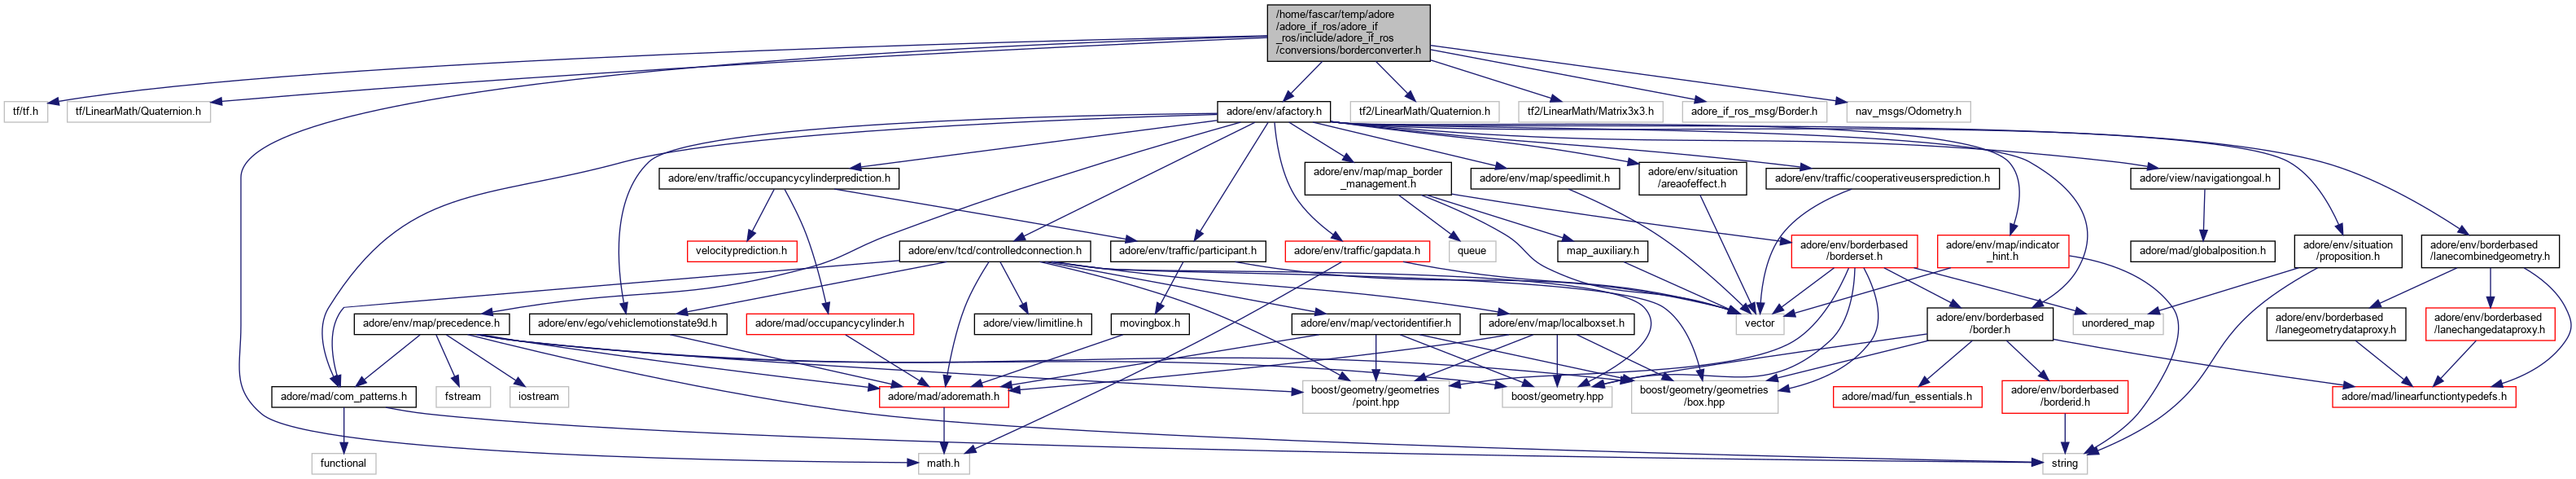 /home/fascar/temp/adore
/adore_if_ros/adore_if
_ros/include/adore_if_ros
/conversions/borderconverter.h
tf/tf.h
tf/LinearMath/Quaternion.h
adore/env/afactory.h
tf2/LinearMath/Quaternion.h
tf2/LinearMath/Matrix3x3.h
adore_if_ros_msg/Border.h
nav_msgs/Odometry.h
adore/env/traffic/occupancycylinderprediction.h
adore/env/map/map_border
_management.h
adore/env/map/speedlimit.h
adore/env/situation
/areaofeffect.h
adore/env/traffic/cooperativeusersprediction.h
adore/view/navigationgoal.h
velocityprediction.h
adore/env/tcd/controlledconnection.h
adore/env/traffic/participant.h
adore/env/traffic/gapdata.h
queue
map_auxiliary.h
adore/env/borderbased
/borderset.h
adore/env/map/indicator
_hint.h
adore/mad/globalposition.h
adore/env/situation
/proposition.h
adore/env/borderbased
/lanecombinedgeometry.h
adore/env/map/precedence.h
adore/env/ego/vehiclemotionstate9d.h
adore/mad/occupancycylinder.h
adore/view/limitline.h
movingbox.h
adore/env/map/vectoridentifier.h
adore/env/map/localboxset.h
vector
adore/env/borderbased
/border.h
unordered_map
adore/env/borderbased
/lanegeometrydataproxy.h
adore/env/borderbased
/lanechangedataproxy.h
adore/mad/com_patterns.h
fstream
iostream
adore/mad/adoremath.h
boost/geometry/geometries
/point.hpp
boost/geometry.hpp
boost/geometry/geometries
/box.hpp
adore/mad/fun_essentials.h
adore/env/borderbased
/borderid.h
adore/mad/linearfunctiontypedefs.h
functional
math.h
string